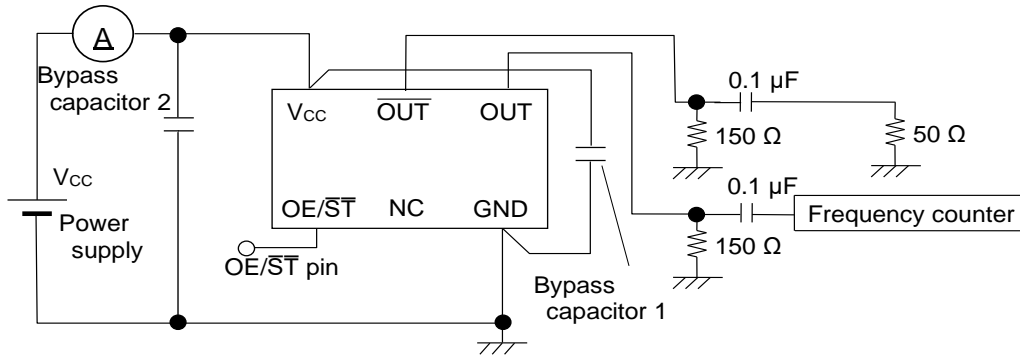 A
Bypass
capacitor 2
VCC
Power
supply
VCC
OUT
OUT
OE/ST
NC
GND
OE/ST pin
Bypass
capacitor 1
0.1 µF
150 Ω
50 Ω
0.1 µF
Frequency counter
150 Ω